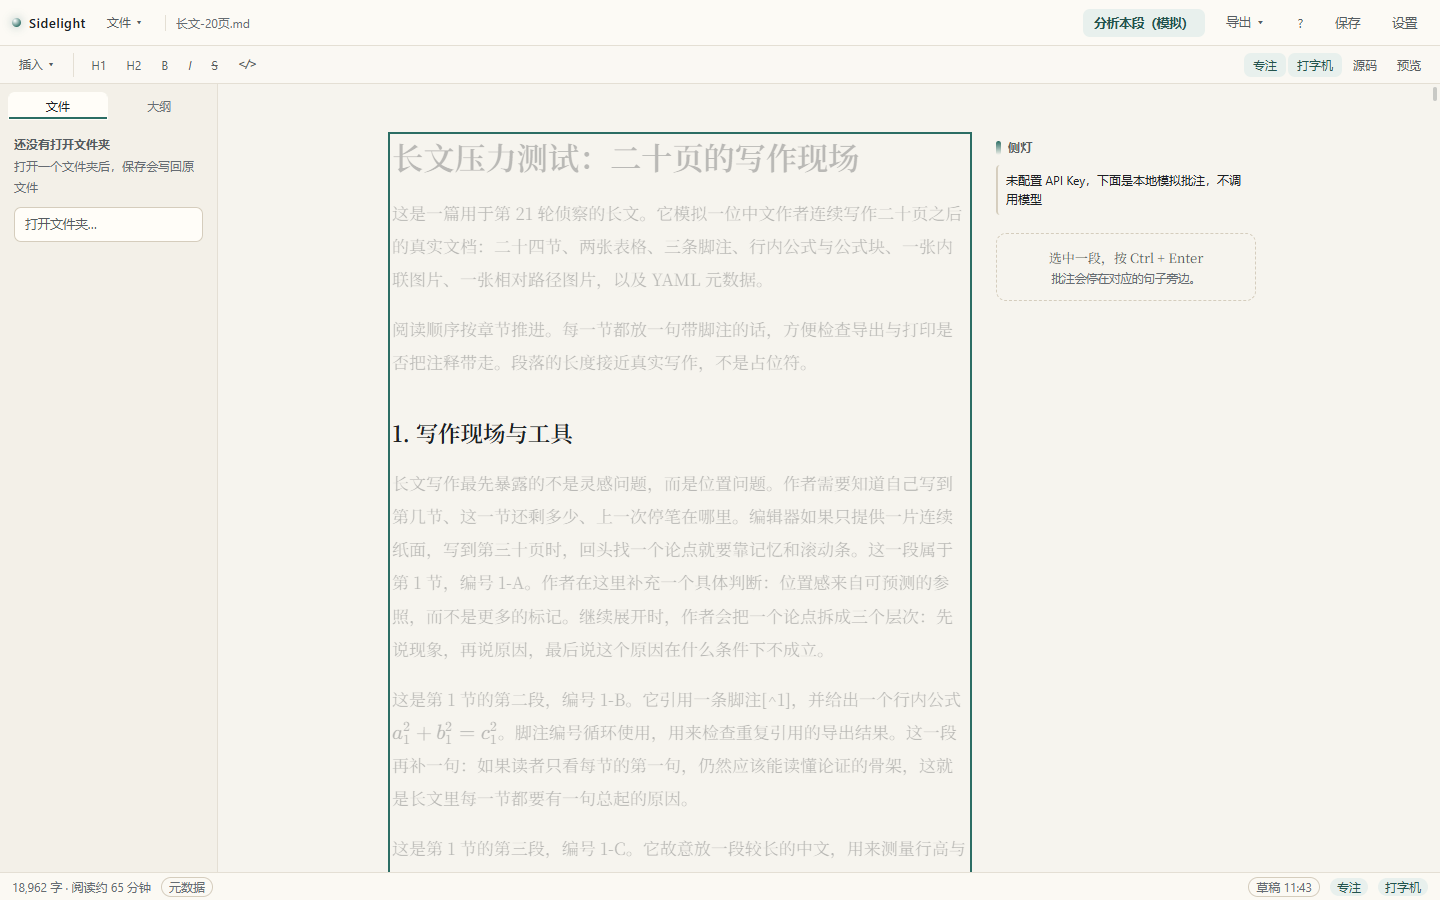 Sidelight 文件 ▾ 长文-20页.md 分析本段（模拟） 导出 ▾ ? 保存 设置
插入 ▾ H1 H2 B I S </> 专注 打字机 源码 预览
文件 大纲
还没有打开文件夹
打开一个文件夹后，保存会写回原
文件
打开文件夹...
长文压力测试：二十页的写作现场
这是一篇用于第 21 轮侦察的长文。它模拟一位中文作者连续写作二十页之后
的真实文档：二十四节、两张表格、三条脚注、行内公式与公式块、一张内
联图片、一张相对路径图片，以及 YAML 元数据。
阅读顺序按章节推进。每一节都放一句带脚注的话，方便检查导出与打印是
否把注释带走。段落的长度接近真实写作，不是占位符。
1. 写作现场与工具
长文写作最先暴露的不是灵感问题，而是位置问题。作者需要知道自己写到
第几节、这一节还剩多少、上一次停笔在哪里。编辑器如果只提供一片连续
纸面，写到第三十页时，回头找一个论点就要靠记忆和滚动条。这一段属于
第 1 节，编号 1-A。作者在这里补充一个具体判断：位置感来自可预测的参
照，而不是更多的标记。继续展开时，作者会把一个论点拆成三个层次：先
说现象，再说原因，最后说这个原因在什么条件下不成立。
这是第 1 节的第二段，编号 1-B。它引用一条脚注[^1]，并给出一个行内公式
a₁² + b₁² = c₁²。脚注编号循环使用，用来检查重复引用的导出结果。这一段
再补一句：如果读者只看每节的第一句，仍然应该能读懂论证的骨架，这就
是长文里每一节都要有一句总起的原因。
这是第 1 节的第三段，编号 1-C。它故意放一段较长的中文，用来测量行高与
侧灯
未配置 API Key，下面是本地模拟批注，不调
用模型
选中一段，按 Ctrl + Enter
批注会停在对应的句子旁边。
18,962 字 · 阅读约 65 分钟 元数据 草稿 11:43 专注 打字机